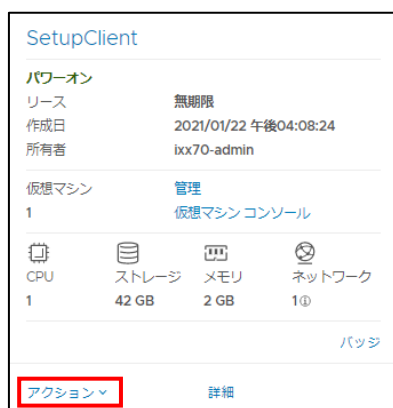 SetupClient
パワーオン
リース 無期限
作成日 2021/01/22 午後04:08:24
所有者 ixx70-admin
仮想マシン 管理
1 仮想マシン コンソール
CPU ストレージ メモリ ネットワーク
1 42 GB 2 GB 1
バッジ
アクション 詳細